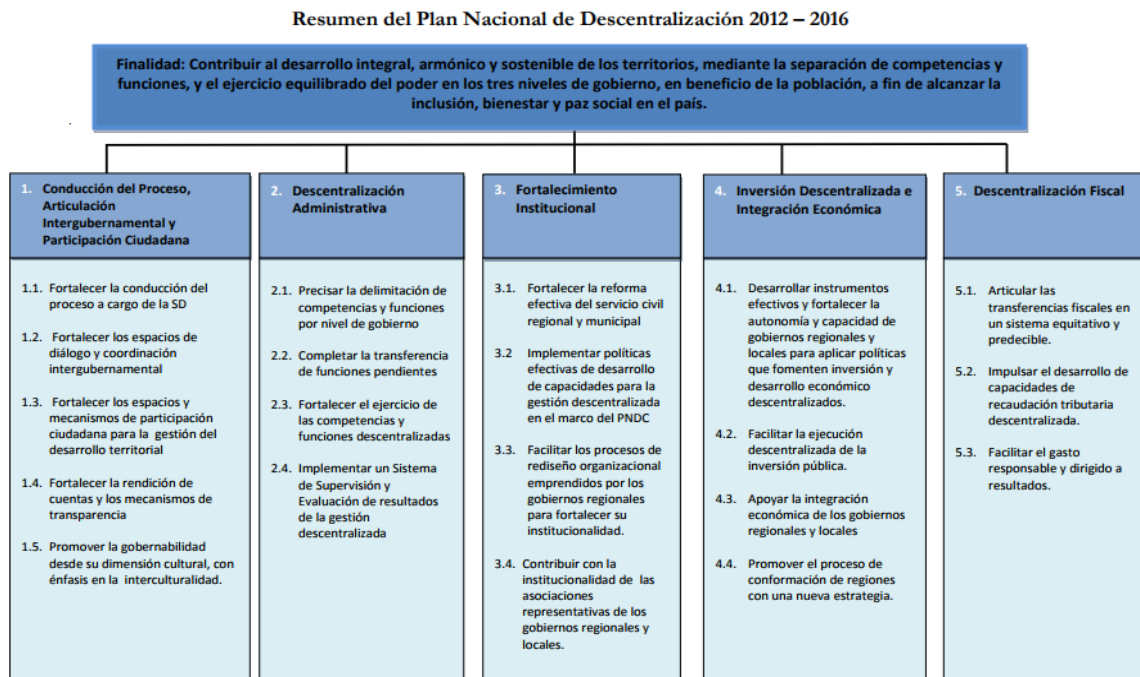 Resumen del Plan Nacional de Descentralización 2012 – 2016
Finalidad: Contribuir al desarrollo integral, armónico y sostenible de los territorios, mediante la separación de competencias y
funciones, y el ejercicio equilibrado del poder en los tres niveles de gobierno, en beneficio de la población, a fin de alcanzar la
inclusión, bienestar y paz social en el país.
1. Conducción del Proceso,
Articulación
Intergubernamental y
Participación Ciudadana
1.1. Fortalecer la conducción del
proceso a cargo de la SD
1.2. Fortalecer los espacios de
diálogo y coordinación
intergubernamental
1.3. Fortalecer los espacios y
mecanismos de participación
ciudadana para la gestión del
desarrollo territorial
1.4. Fortalecer la rendición de
cuentas y los mecanismos de
transparencia
1.5. Promover la gobernabilidad
desde su dimensión cultural, con
énfasis en la interculturalidad.
2. Descentralización
Administrativa
2.1. Precisar la delimitación de
competencias y funciones
por nivel de gobierno
2.2. Completar la transferencia
de funciones pendientes
2.3. Fortalecer el ejercicio de
las competencias y
funciones descentralizadas
2.4. Implementar un Sistema
de Supervisión y
Evaluación de resultados
de la gestión
descentralizada
3. Fortalecimiento
Institucional
3.1. Fortalecer la reforma
efectiva del servicio civil
regional y municipal
3.2 Implementar políticas
efectivas de desarrollo
de capacidades para la
gestión descentralizada
en el marco del PNDC
3.3. Facilitar los procesos de
rediseño organizacional
emprendidos por los
gobiernos regionales
para fortalecer su
institucionalidad.
3.4. Contribuir con la
institucionalidad de las
asociaciones
representativas de los
gobiernos regionales y
locales.
4. Inversión Descentralizada e
Integración Económica
4.1. Desarrollar instrumentos
efectivos y fortalecer la
autonomía y capacidad de
gobiernos regionales y
locales para aplicar políticas
que fomenten inversión y
desarrollo económico
descentralizados.
4.2. Facilitar la ejecución
descentralizada de la
inversión pública.
4.3. Apoyar la integración
económica de los gobiernos
regionales y locales
4.4. Promover el proceso de
conformación de regiones
con una nueva estrategia.
5. Descentralización Fiscal
5.1. Articular las
transferencias fiscales en
un sistema equitativo y
predecible.
5.2. Impulsar el desarrollo de
capacidades de
recaudación tributaria
descentralizada.
5.3. Facilitar el gasto
responsable y dirigido a
resultados.